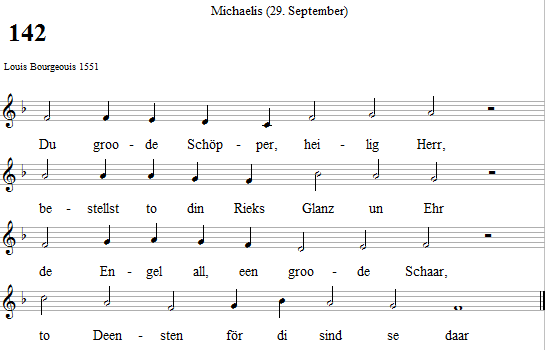 Michaelis (29. September)
142
Louis Bourgeouis 1551
Du groo - de Schöp - per, hei - lig Herr,
be - stellst to din Rieks Glanz un Ehr
de En - gel all, een groo - de Schaar,
to Deen - sten för di sind se daar